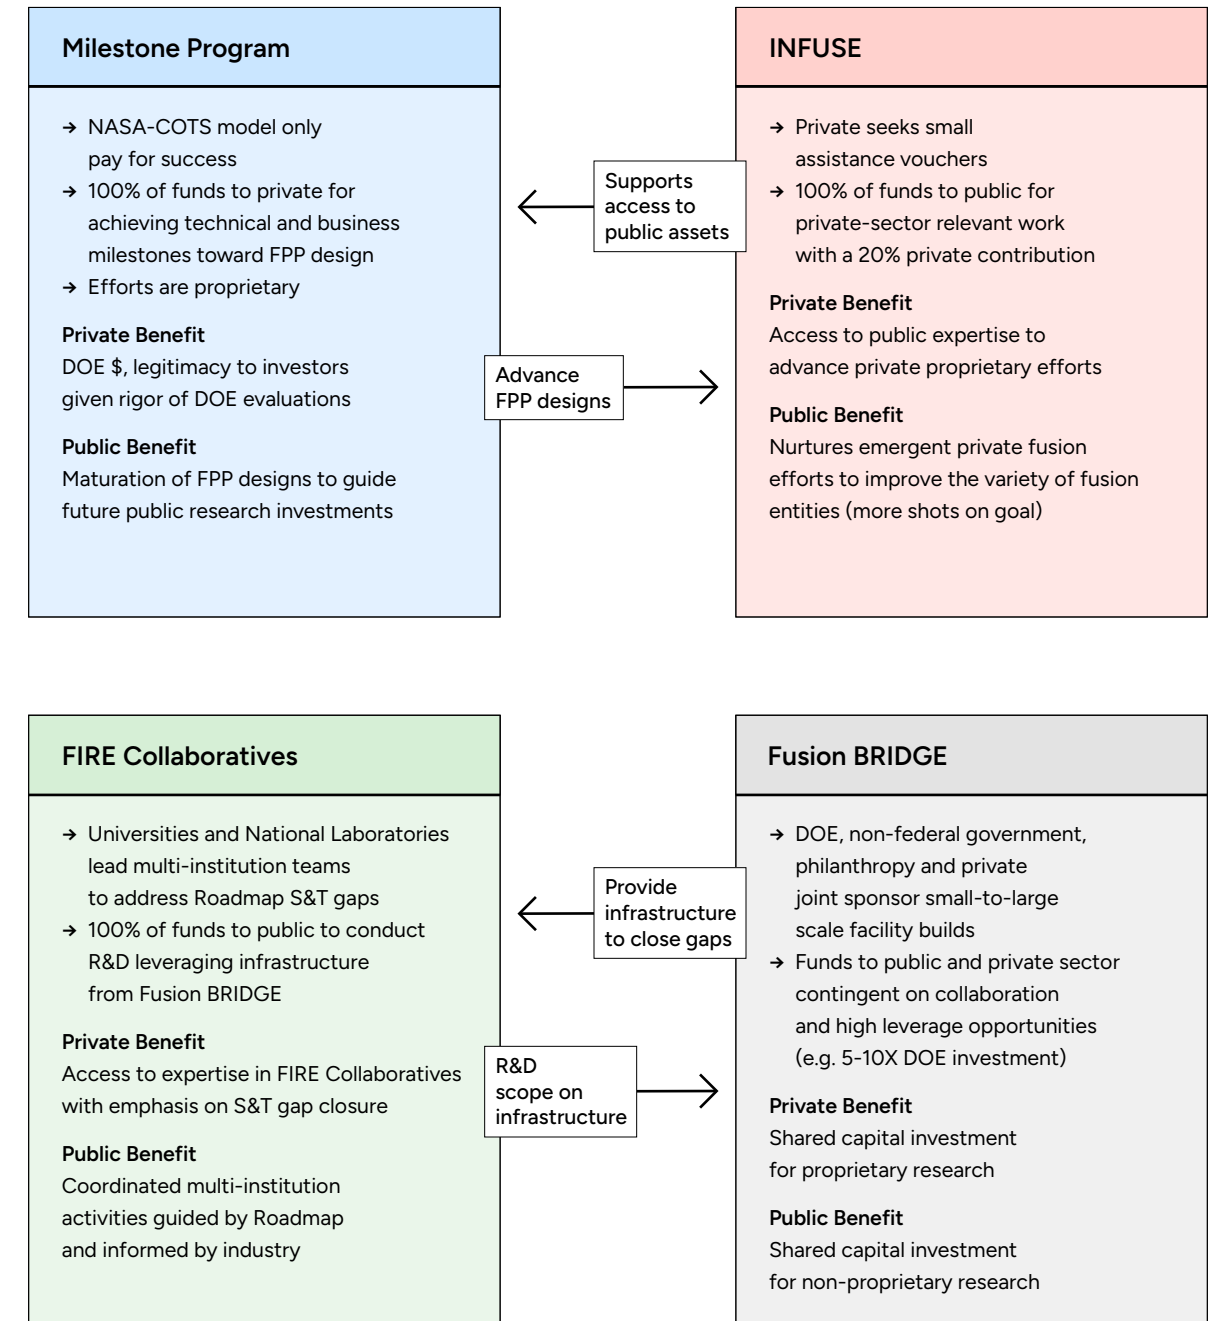 Milestone Program
→ NASA-COTS model only
pay for success
→ 100% of funds to private for
achieving technical and business
milestones toward FPP design
→ Efforts are proprietary
Private Benefit
DOE $, legitimacy to investors
given rigor of DOE evaluations
Public Benefit
Maturation of FPP designs to guide
future public research investments
Supports
access to
public assets
Advance
FPP designs
INFUSE
→ Private seeks small
assistance vouchers
→ 100% of funds to public for
private-sector relevant work
with a 20% private contribution
Private Benefit
Access to public expertise to
advance private proprietary efforts
Public Benefit
Nurtures emergent private fusion
efforts to improve the variety of fusion
entities (more shots on goal)
FIRE Collaboratives
→ Universities and National Laboratories
lead multi-institution teams
to address Roadmap S&T gaps
→ 100% of funds to public to conduct
R&D leveraging infrastructure
from Fusion BRIDGE
Private Benefit
Access to expertise in FIRE Collaboratives
with emphasis on S&T gap closure
Public Benefit
Coordinated multi-institution
activities guided by Roadmap
and informed by industry
Provide
infrastructure
to close gaps
R&D
scope on
infrastructure
Fusion BRIDGE
→ DOE, non-federal government,
philanthropy and private
joint sponsor small-to-large
scale facility builds
→ Funds to public and private sector
contingent on collaboration
and high leverage opportunities
(e.g. 5-10X DOE investment)
Private Benefit
Shared capital investment
for proprietary research
Public Benefit
Shared capital investment
for non-proprietary research